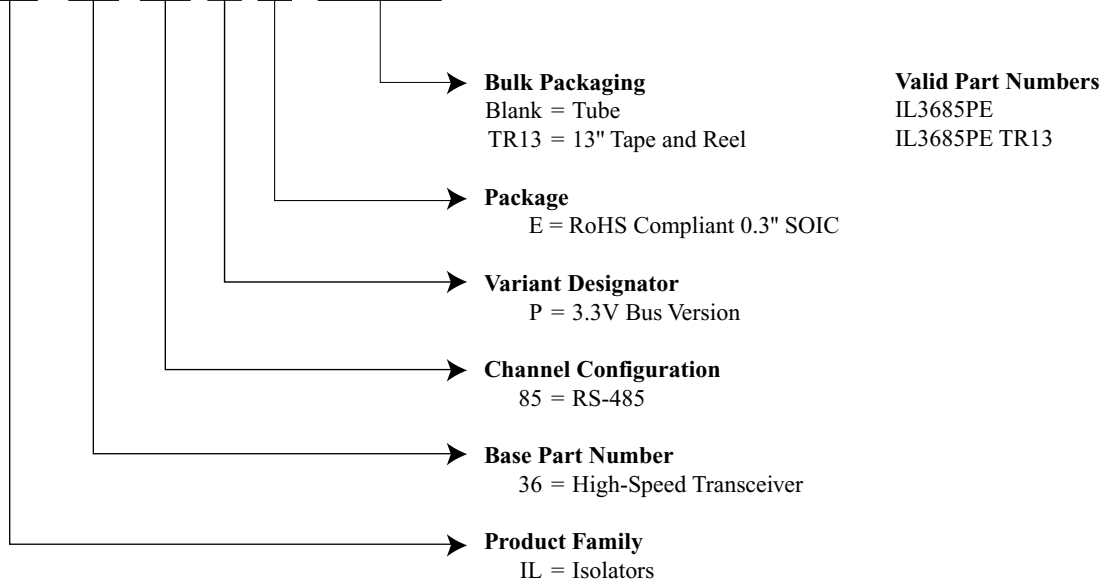 Bulk Packaging
Blank = Tube
TR13 = 13" Tape and Reel
Valid Part Numbers
IL3685PE
IL3685PE TR13
Package
E = RoHS Compliant 0.3" SOIC
Variant Designator
P = 3.3V Bus Version
Channel Configuration
85 = RS-485
Base Part Number
36 = High-Speed Transceiver
Product Family
IL = Isolators